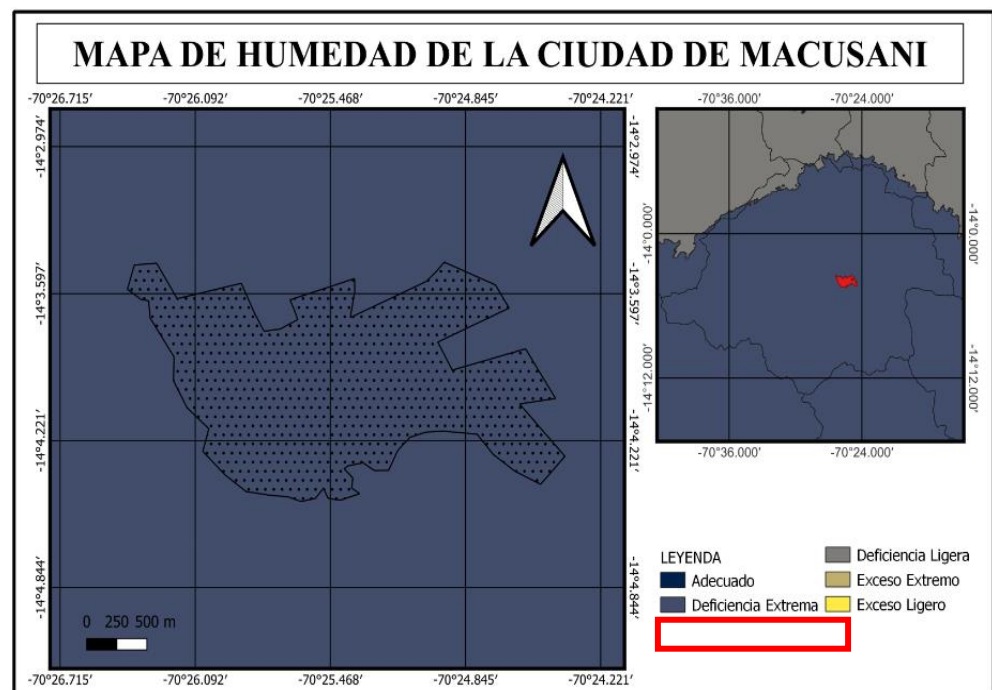 MAPA DE HUMEDAD DE LA CIUDAD DE MACUSANI
-70°26.715′ -70°26.092′ -70°25.468′ -70°24.845′ -70°24.221′
-14°2.974′ -14°2.974′
-14°3.597′ -14°3.597′
-14°4.221′ -14°4.221′
-14°4.844′ -14°4.844′
0 250 500 m
-70°26.715′ -70°26.092′ -70°25.468′ -70°24.845′ -70°24.221′
-70°36.000′ -70°24.000′
-14°0.000′ -14°0.000′
-14°12.000′ -14°12.000′
-70°36.000′ -70°24.000′
LEYENDA
Adecuado
Deficiencia Extrema
Deficiencia Ligera
Exceso Extremo
Exceso Ligero